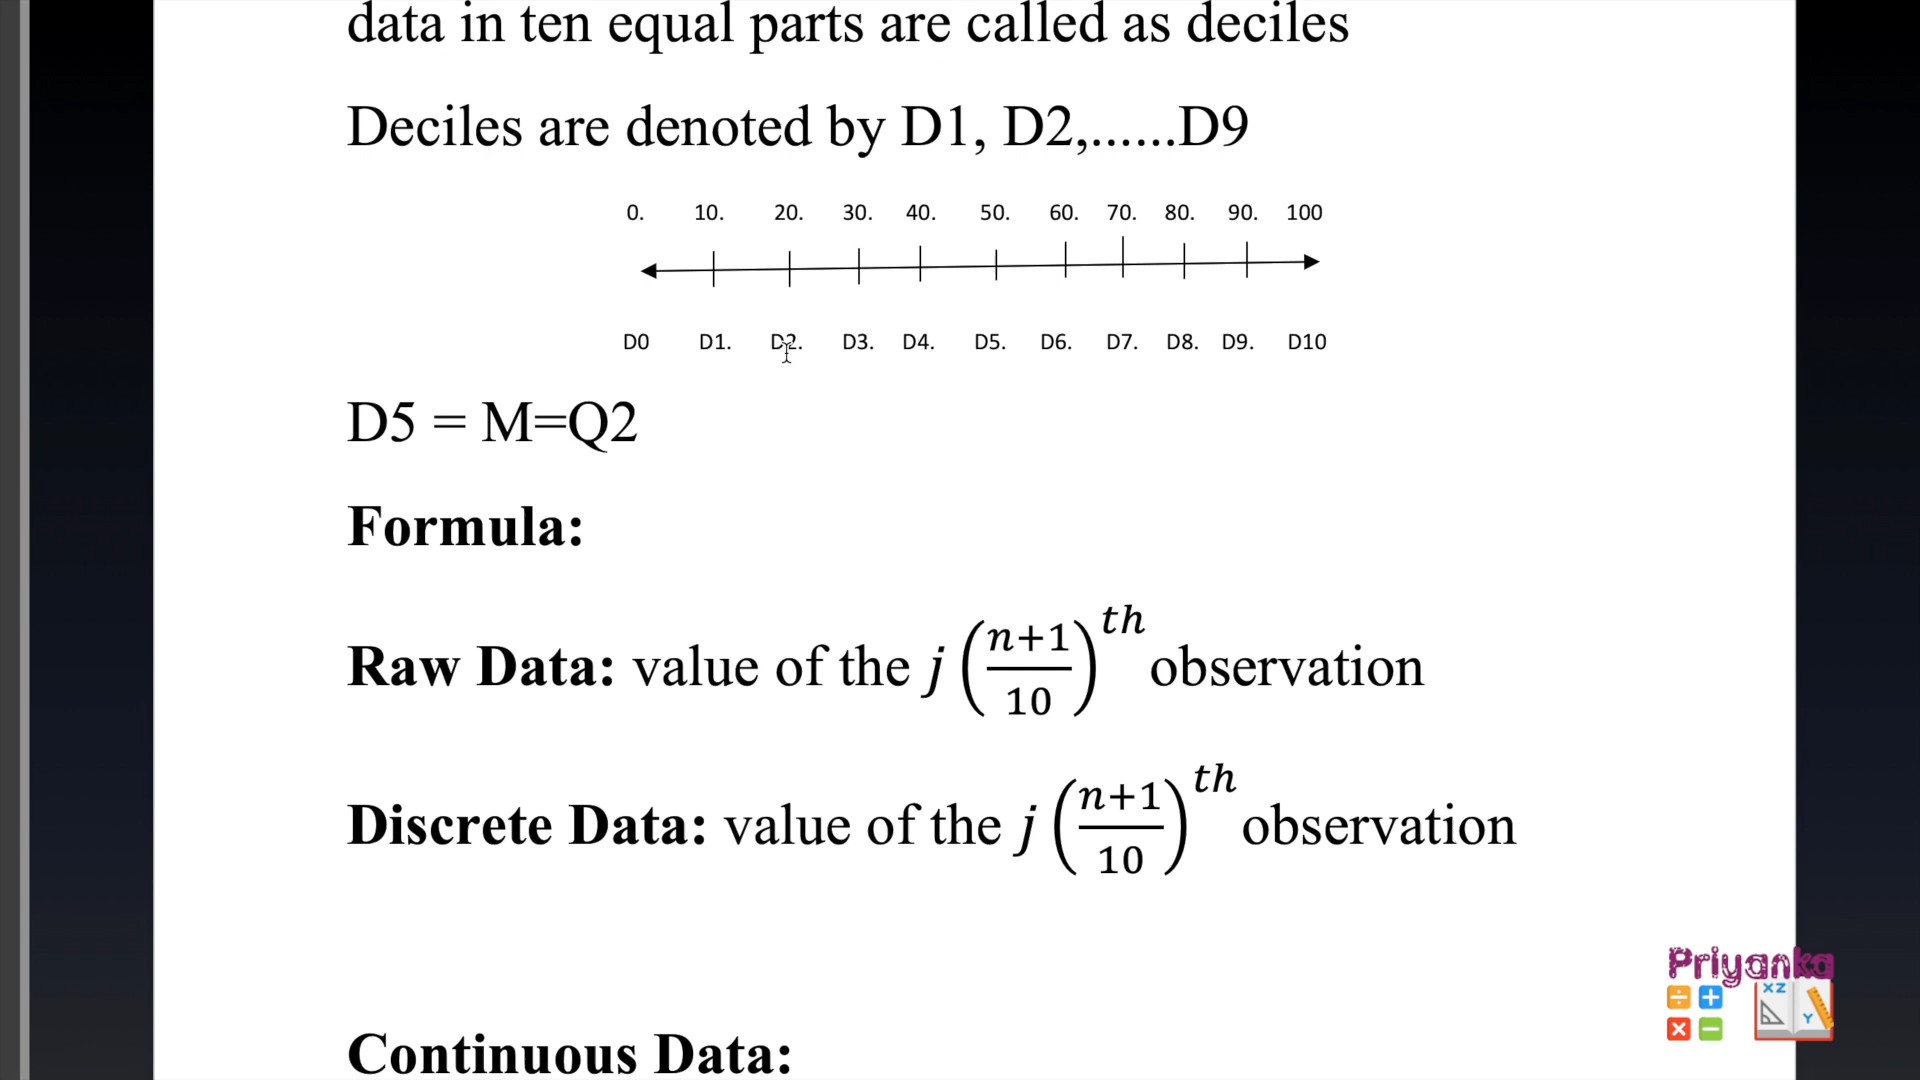 data in ten equal parts are called as deciles
Deciles are denoted by D1, D2,......D9
0. 10. 20. 30. 40. 50. 60. 70. 80. 90. 100
D0 D1. D2. D3. D4. D5. D6. D7. D8. D9. D10
D5 = M=Q2
Formula:
Raw Data: value of the j (n+1/10)^th observation
Discrete Data: value of the j (n+1/10)^th observation
Continuous Data:
Priyanka
XZ
Y